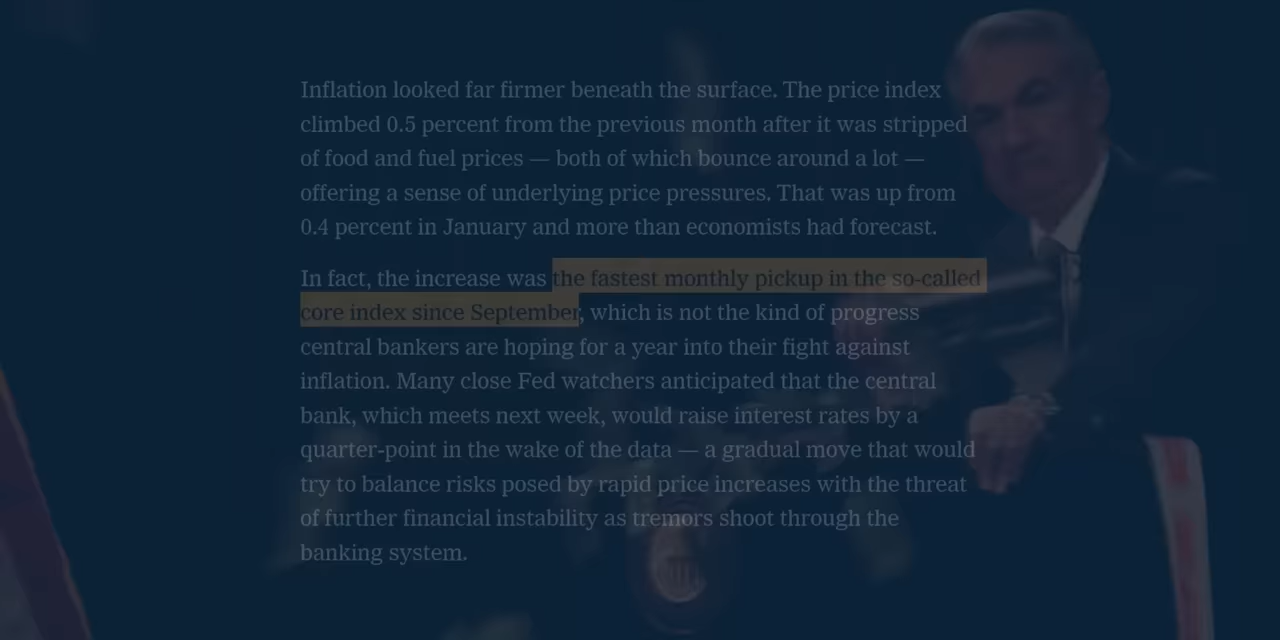 Inflation looked far firmer beneath the surface. The price index
climbed 0.5 percent from the previous month after it was stripped
of food and fuel prices — both of which bounce around a lot —
offering a sense of underlying price pressures. That was up from
0.4 percent in January and more than economists had forecast.
In fact, the increase was the fastest monthly pickup in the so-called
core index since September, which is not the kind of progress
central bankers are hoping for a year into their fight against
inflation. Many close Fed watchers anticipated that the central
bank, which meets next week, would raise interest rates by a
quarter-point in the wake of the data — a gradual move that would
try to balance risks posed by rapid price increases with the threat
of further financial instability as tremors shoot through the
banking system.